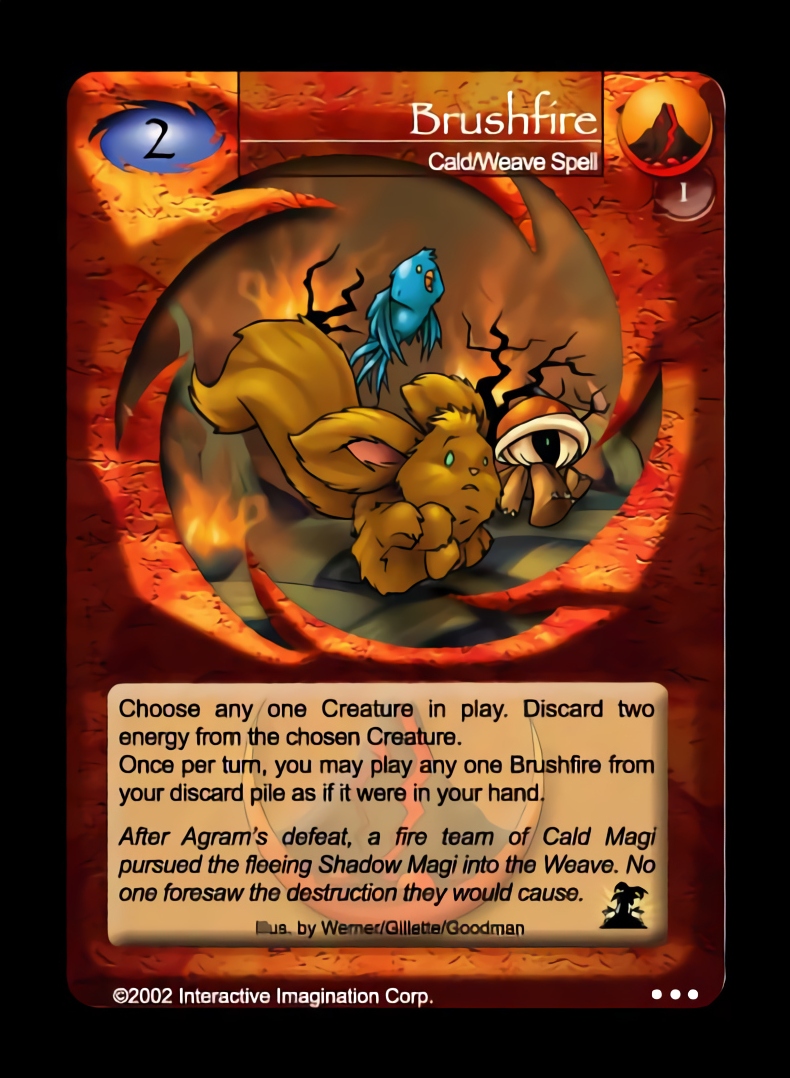 2
Brushfire
Cald/Weave Spell
1
Choose any one Creature in play. Discard two
energy from the chosen Creature.
Once per turn, you may play any one Brushfire from
your discard pile as if it were in your hand.
After Agram's defeat, a fire team of Cald Magi
pursued the fleeing Shadow Magi into the Weave. No
one foresaw the destruction they would cause.
Illus. by Werner/Gillette/Goodman
©2002 Interactive Imagination Corp.